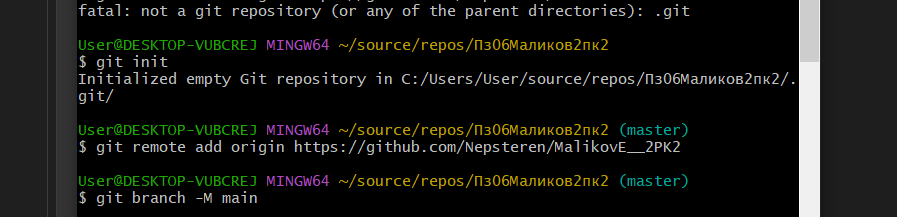 fatal: not a git repository (or any of the parent directories): .git
User@DESKTOP-VUBCREJ MINGW64 ~/source/repos/Пз06Маликов2пк2
$ git init
Initialized empty Git repository in C:/Users/User/source/repos/Пз06Маликов2пк2/.
git/
User@DESKTOP-VUBCREJ MINGW64 ~/source/repos/Пз06Маликов2пк2 (master)
$ git remote add origin https://github.com/Nepsteren/MalikovE__2PK2
User@DESKTOP-VUBCREJ MINGW64 ~/source/repos/Пз06Маликов2пк2 (master)
$ git branch -M main